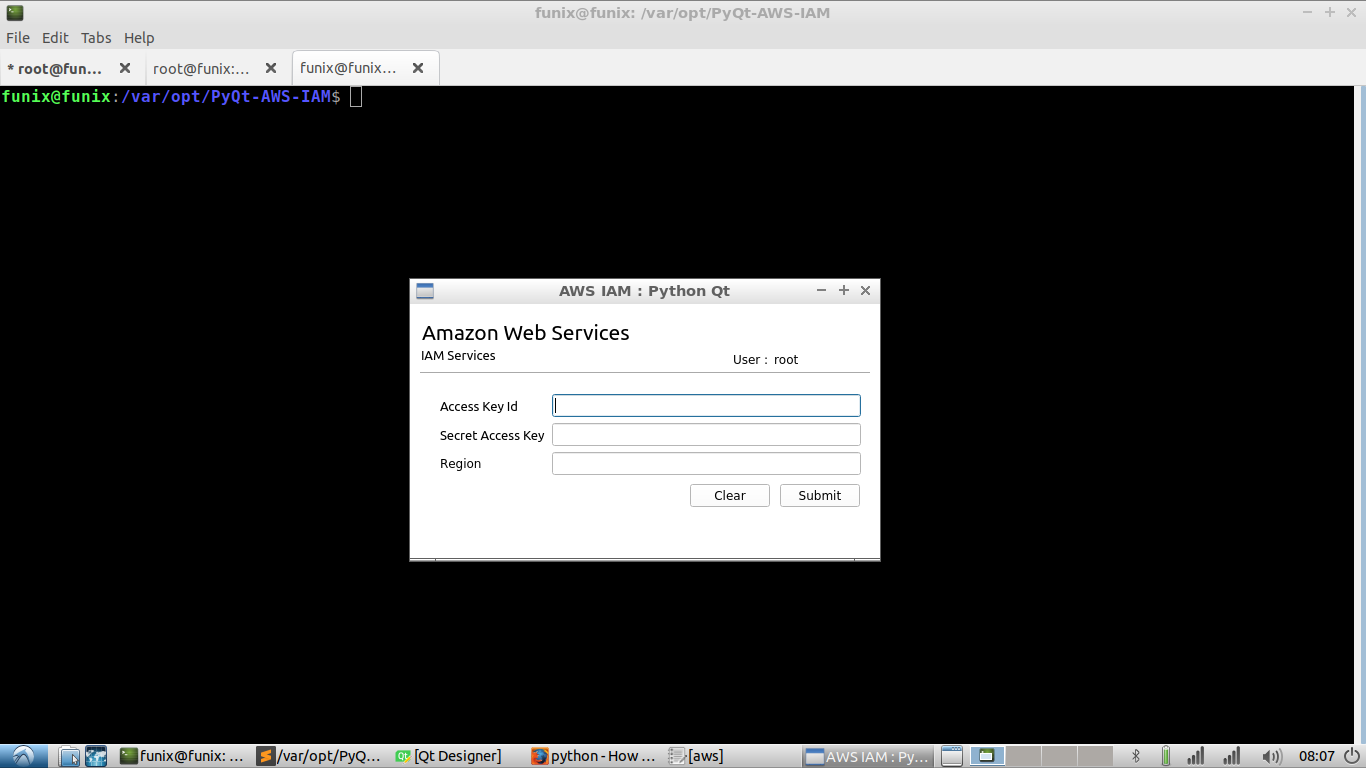 funix@funix: /var/opt/PyQt-AWS-IAM
File Edit Tabs Help
* root@fun... root@funix:... funix@funix...
funix@funix:/var/opt/PyQt-AWS-IAM$
AWS IAM : Python Qt
Amazon Web Services
IAM Services
User : root
Access Key Id
Secret Access Key
Region
Clear Submit
funix@funix: ... /var/opt/PyQ... [Qt Designer] python - How ... [aws] AWS IAM : Py... 08:07